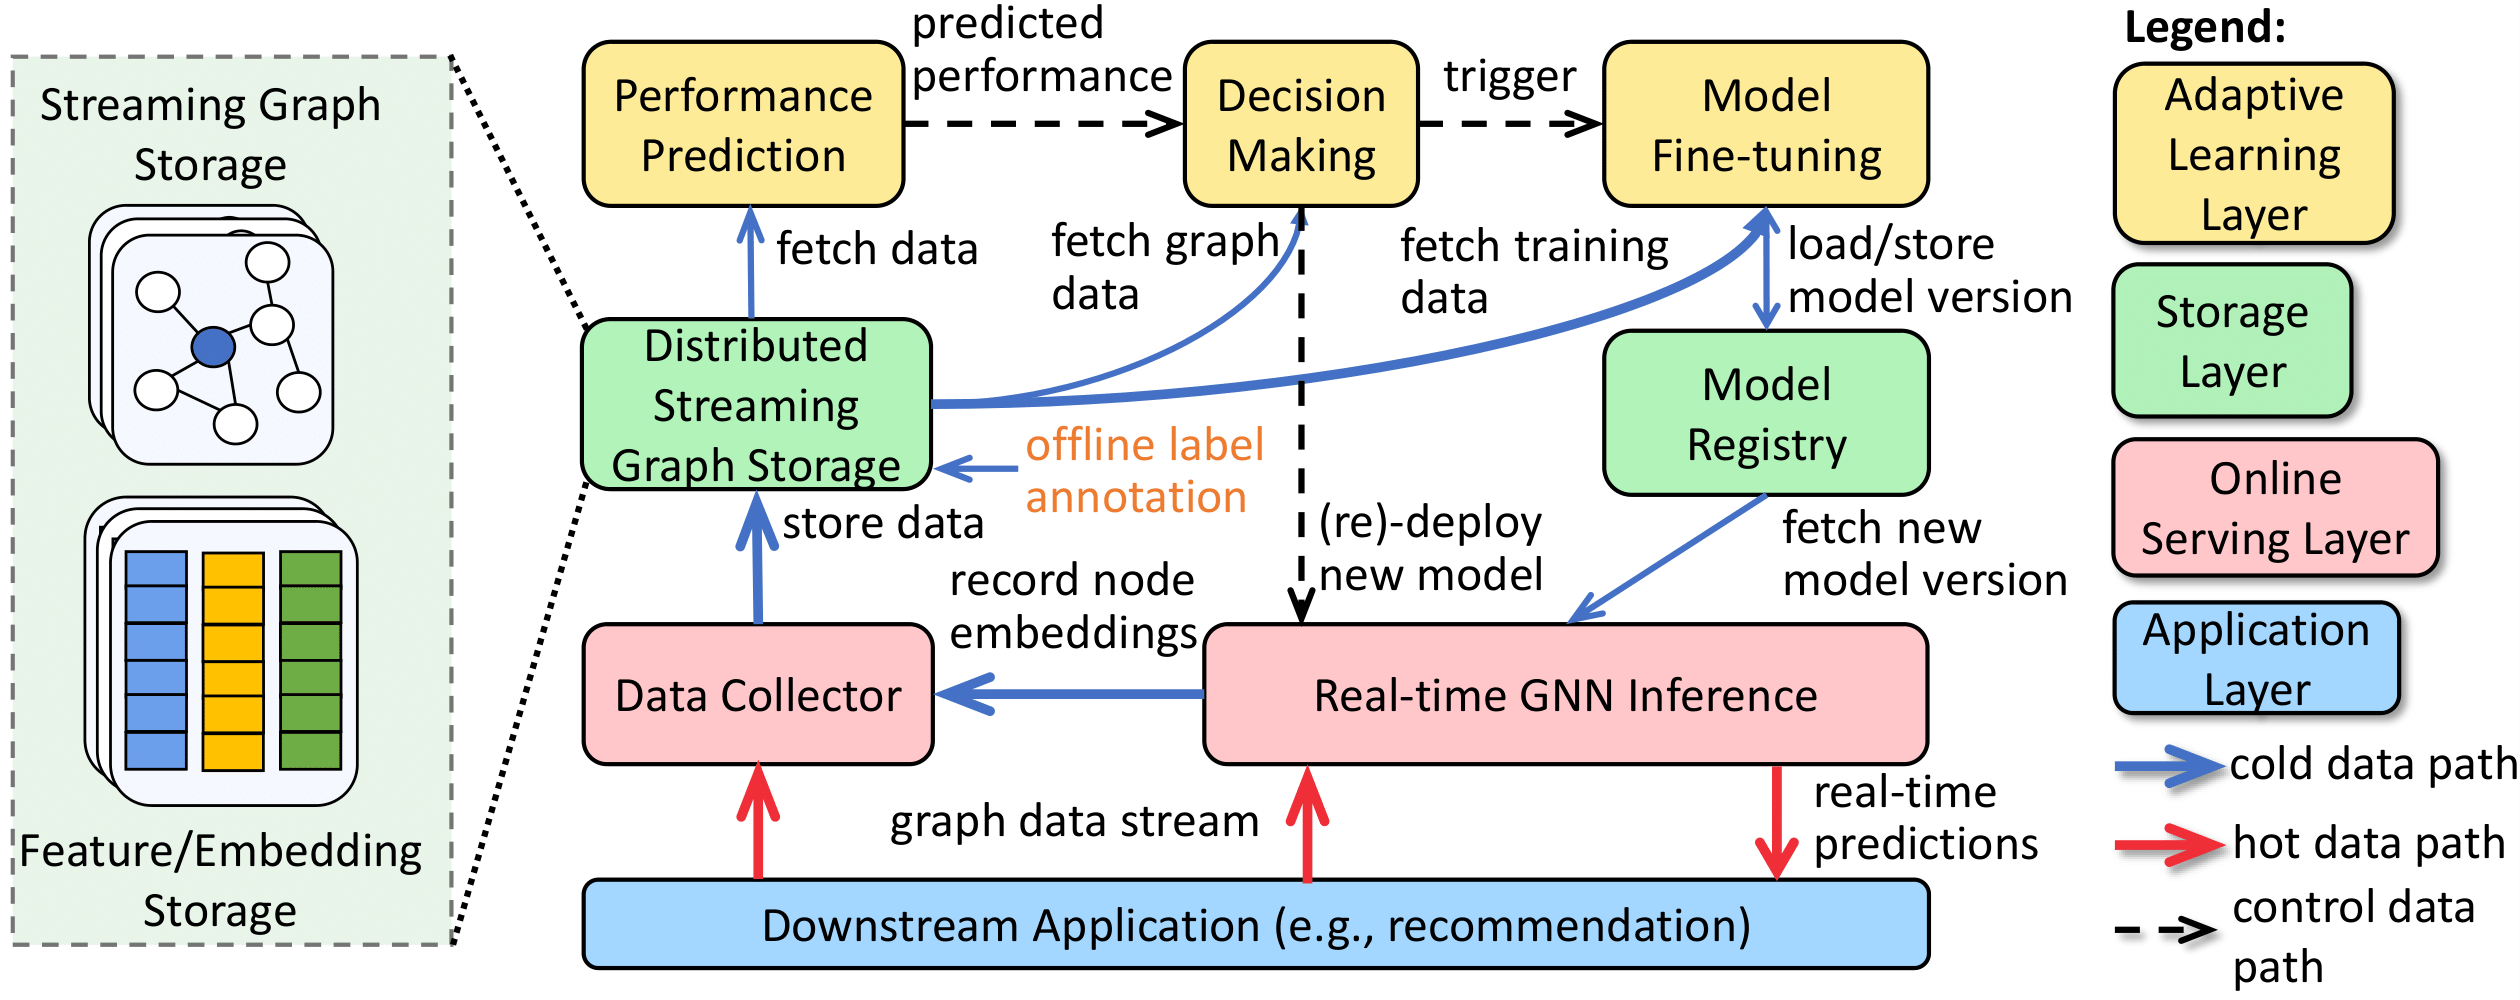 Streaming Graph
Storage
Feature/Embedding
Storage
predicted
performance
trigger
Performance
Prediction
Decision
Making
Model
Fine-tuning
fetch data
fetch graph
data
fetch training
data
load/store
model version
Distributed
Streaming
Graph Storage
offline label
annotation
Model
Registry
store data
record node
embeddings
(re)-deploy
new model
fetch new
model version
Data Collector
Real-time GNN Inference
graph data stream
real-time
predictions
Downstream Application (e.g., recommendation)
Legend:
Adaptive
Learning
Layer
Storage
Layer
Online
Serving Layer
Application
Layer
cold data path
hot data path
control data
path